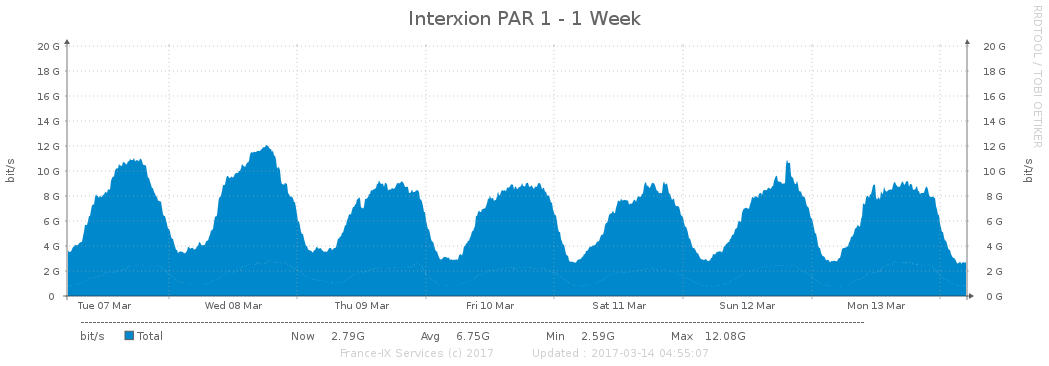 Interxion PAR 1 - 1 Week
RRDTOOL / TOBI OETIKER
20 G 20 G
18 G 18 G
16 G 16 G
14 G 14 G
12 G 12 G
10 G 10 G
8 G 8 G
6 G 6 G
4 G 4 G
2 G 2 G
0 0 G
bit/s
bit/s
Tue 07 Mar Wed 08 Mar Thu 09 Mar Fri 10 Mar Sat 11 Mar Sun 12 Mar Mon 13 Mar
bit/s Total Now 2.79G Avg 6.75G Min 2.59G Max 12.08G
France-IX Services (c) 2017 Updated : 2017-03-14 04:55:07